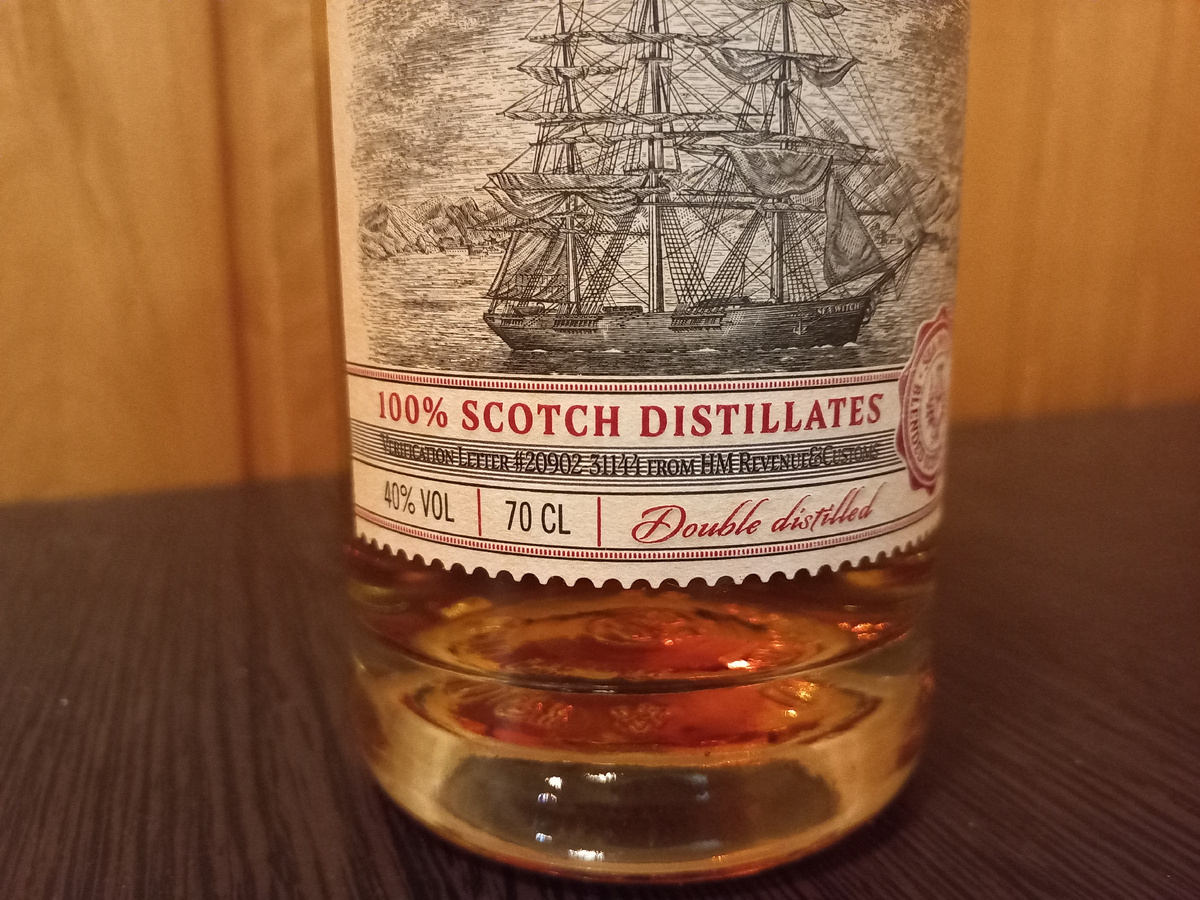 SEA WITCH
100% SCOTCH DISTILLATES
VERIFICATION LETTER #20902-31144 FROM HM REVENUE&CUSTOMS
40% VOL
70 CL
Double distilled